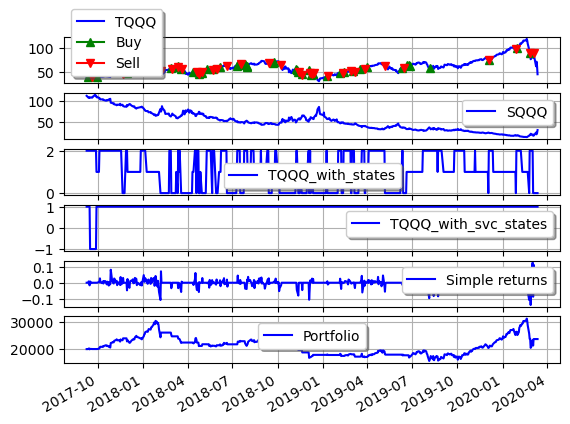 TQQQ
Buy
Sell
100
50
SQQQ
100
50
TQQQ_with_states
2
0
TQQQ_with_svc_states
1
0
−1
Simple returns
0.1
0.0
−0.1
Portfolio
30000
20000
2017-10 2018-01 2018-04 2018-07 2018-10 2019-01 2019-04 2019-07 2019-10 2020-01 2020-04